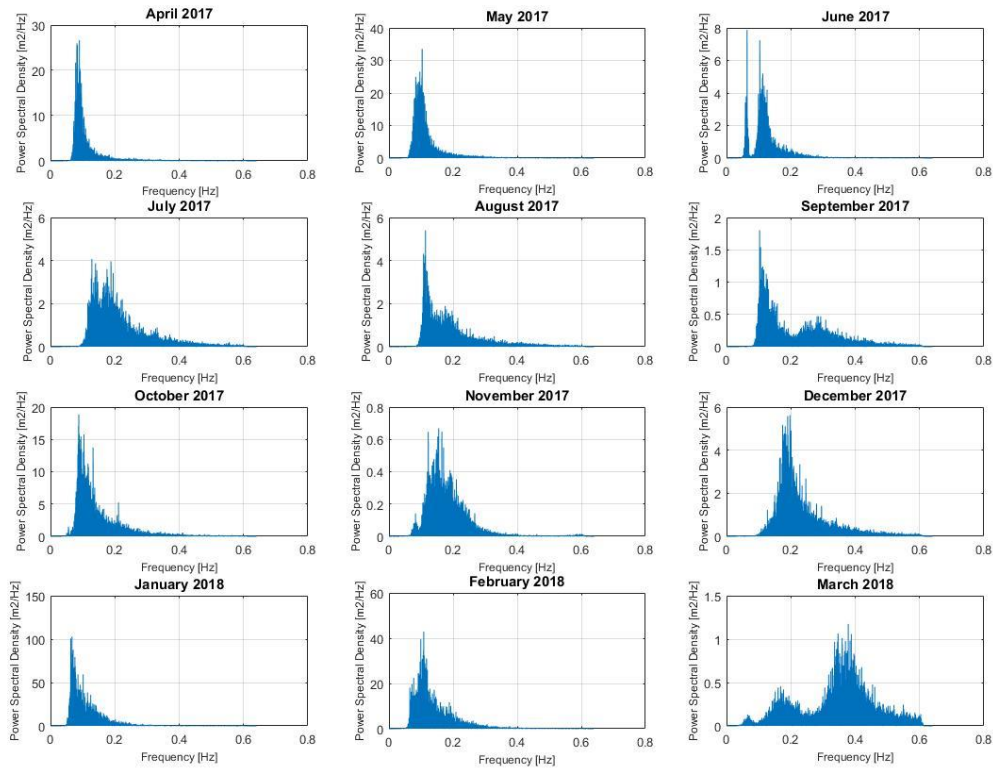 April 2017
Power Spectral Density [m2/Hz]
30
20
10
0
0 0.2 0.4 0.6 0.8
Frequency [Hz]
May 2017
Power Spectral Density [m2/Hz]
40
30
20
10
0
0 0.2 0.4 0.6 0.8
Frequency [Hz]
June 2017
Power Spectral Density [m2/Hz]
8
6
4
2
0
0 0.2 0.4 0.6 0.8
Frequency [Hz]
July 2017
Power Spectral Density [m2/Hz]
6
4
2
0
0 0.2 0.4 0.6 0.8
Frequency [Hz]
August 2017
Power Spectral Density [m2/Hz]
6
4
2
0
0 0.2 0.4 0.6 0.8
Frequency [Hz]
September 2017
Power Spectral Density [m2/Hz]
2
1.5
1
0.5
0
0 0.2 0.4 0.6 0.8
Frequency [Hz]
October 2017
Power Spectral Density [m2/Hz]
20
15
10
5
0
0 0.2 0.4 0.6 0.8
Frequency [Hz]
November 2017
Power Spectral Density [m2/Hz]
0.8
0.6
0.4
0.2
0
0 0.2 0.4 0.6 0.8
Frequency [Hz]
December 2017
Power Spectral Density [m2/Hz]
6
4
2
0
0 0.2 0.4 0.6 0.8
Frequency [Hz]
January 2018
Power Spectral Density [m2/Hz]
150
100
50
0
0 0.2 0.4 0.6 0.8
Frequency [Hz]
February 2018
Power Spectral Density [m2/Hz]
60
40
20
0
0 0.2 0.4 0.6 0.8
Frequency [Hz]
March 2018
Power Spectral Density [m2/Hz]
1.5
1
0.5
0
0 0.2 0.4 0.6 0.8
Frequency [Hz]